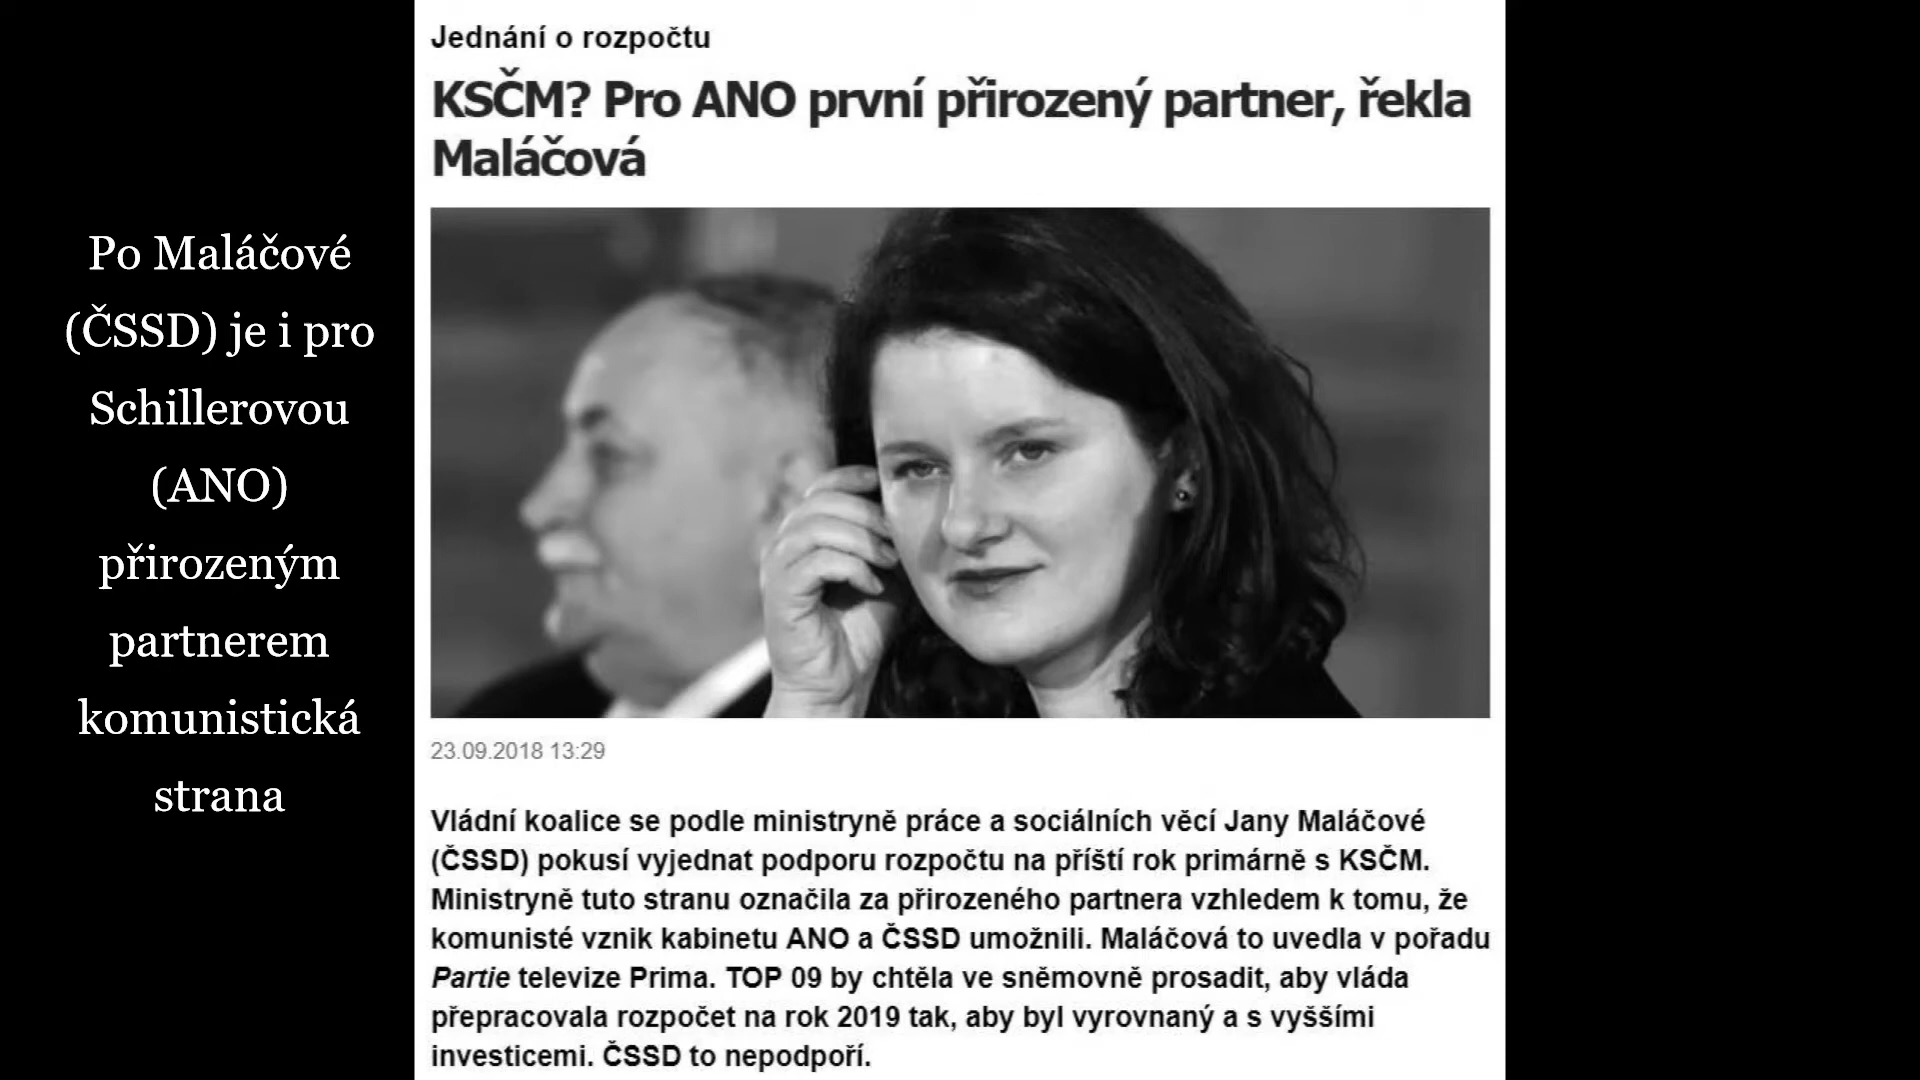 Po Maláčové
(ČSSD) je i pro
Schillerovou
(ANO)
přirozeným
partnerem
komunistická
strana
Jednání o rozpočtu
KSČM? Pro ANO první přirozený partner, řekla
Maláčová
23.09.2018 13:29
Vládní koalice se podle ministryně práce a sociálních věcí Jany Maláčové
(ČSSD) pokusí vyjednat podporu rozpočtu na příští rok primárně s KSČM.
Ministryně tuto stranu označila za přirozeného partnera vzhledem k tomu, že
komunisté vznik kabinetu ANO a ČSSD umožnili. Maláčová to uvedla v pořadu
Partie televize Prima. TOP 09 by chtěla ve sněmovně prosadit, aby vláda
přepracovala rozpočet na rok 2019 tak, aby byl vyrovnaný a s vyššími
investicemi. ČSSD to nepodpoří.